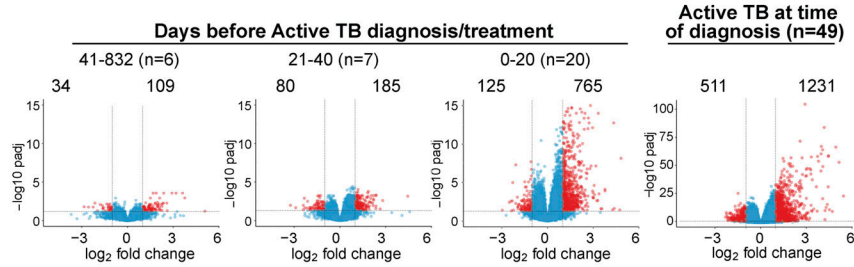 Days before Active TB diagnosis/treatment
Active TB at time
of diagnosis (n=49)
41-832 (n=6)
21-40 (n=7)
0-20 (n=20)
34 109
80 185
125 765
511 1231
15
10
5
0
−log10 padj
-3 0 3 6
log2 fold change
15
10
5
0
−log10 padj
-3 0 3 6
log2 fold change
15
10
5
0
−log10 padj
-3 0 3 6
log2 fold change
100
75
50
25
0
−log10 padj
-3 0 3 6
log2 fold change